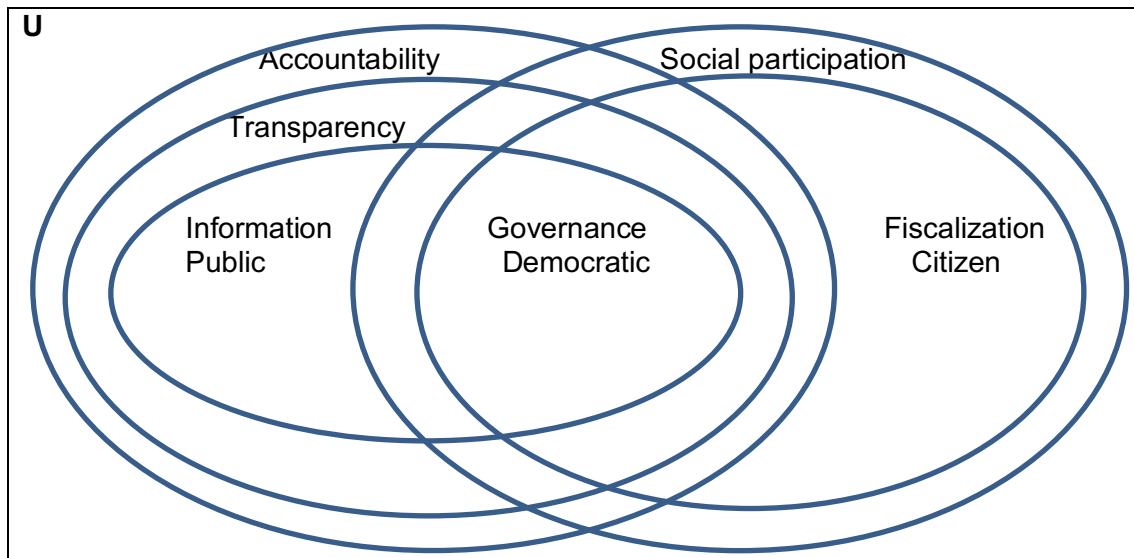 U
Accountability
Social participation
Transparency
Information
Public
Governance
Democratic
Fiscalization
Citizen